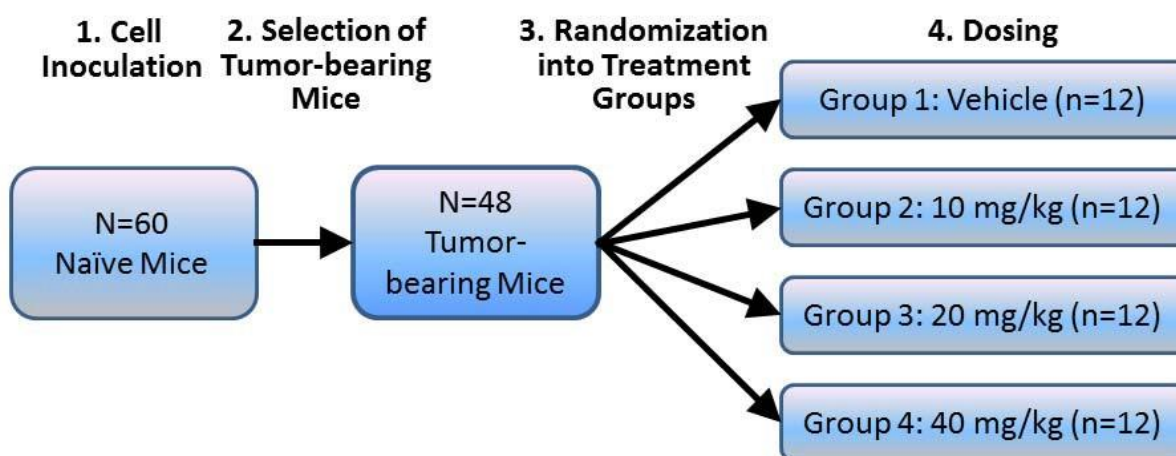 1. Cell
Inoculation
2. Selection of
Tumor-bearing
Mice
3. Randomization
into Treatment
Groups
4. Dosing
N=60
Naïve Mice
N=48
Tumor-
bearing Mice
Group 1: Vehicle (n=12)
Group 2: 10 mg/kg (n=12)
Group 3: 20 mg/kg (n=12)
Group 4: 40 mg/kg (n=12)